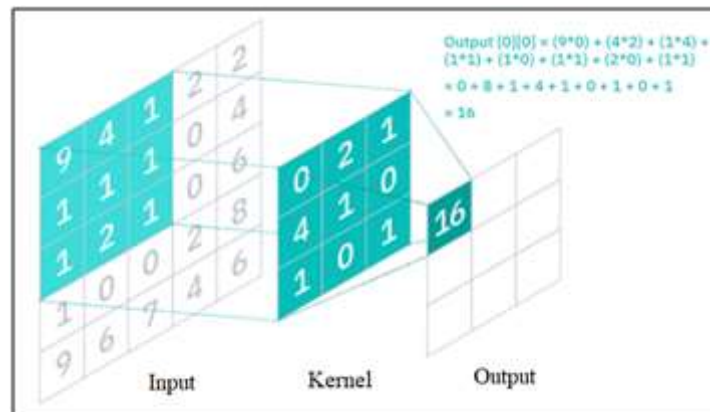 Output [0][0] = (9*0) + (4*2) + (1*4) +
(1*1) + (1*0) + (1*1) + (2*0) + (1*1)
= 0 + 8 + 1 + 4 + 1 + 0 + 1 + 0 + 1
= 16
9 4 1 2 2
1 1 1 0 4
1 2 1 0 6
1 0 0 2 8
9 6 7 4 6
0 2 1
4 1 0
1 0 1
16
Input
Kernel
Output